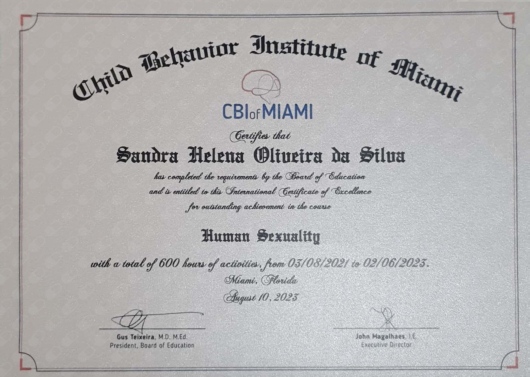 Child Behavior Institute of Miami
CBI of MIAMI
Certifies that
Sandra Helena Oliveira da Silva
has completed the requirements by the Board of Education
and is entitled to this International Certificate of Excellence
for outstanding achievement in the course
Human Sexuality
with a total of 600 hours of activities, from 03/08/2021 to 02/06/2023.
Miami, Florida
August 10, 2023
Gus Teixeira, M.D. M.Ed.
President, Board of Education
John Magalhaes, I.E.
Executive Director